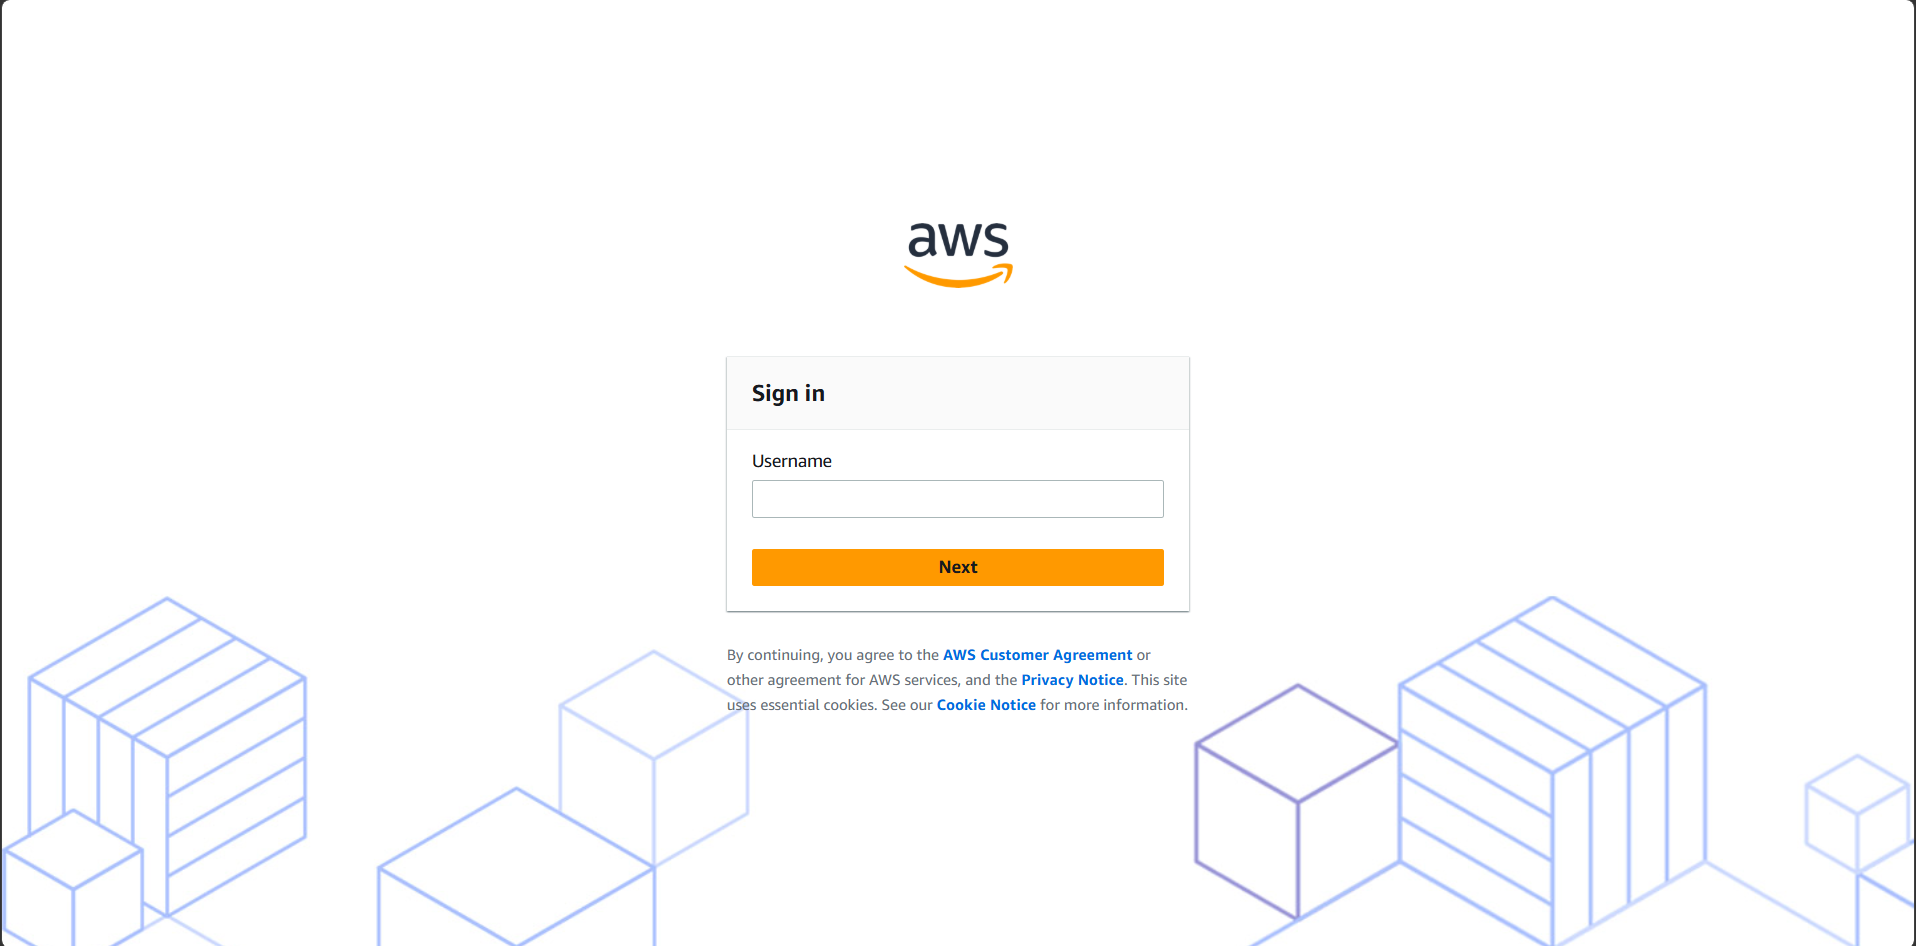 aws
Sign in
Username
Next
By continuing, you agree to the AWS Customer Agreement or
other agreement for AWS services, and the Privacy Notice. This site
uses essential cookies. See our Cookie Notice for more information.